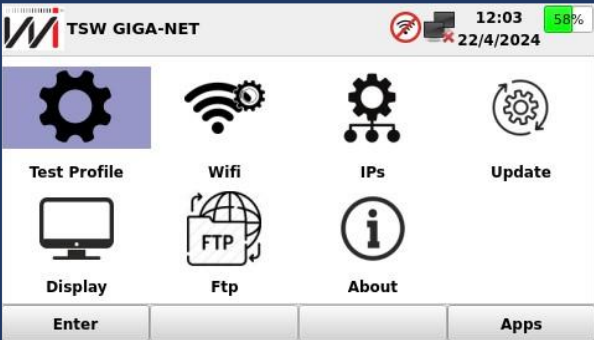 TSW GIGA-NET
12:03
58%
22/4/2024
Test Profile
Wifi
IPs
Update
FTP
Display
Ftp
About
Enter
Apps